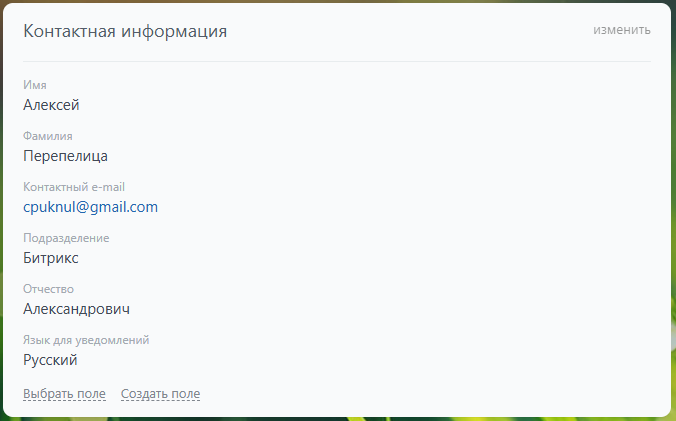 Контактная информация
изменить
Имя
Алексей
Фамилия
Перепелица
Контактный e-mail
cpuknul@gmail.com
Подразделение
Битрикс
Отчество
Александрович
Язык для уведомлений
Русский
Выбрать поле Создать поле